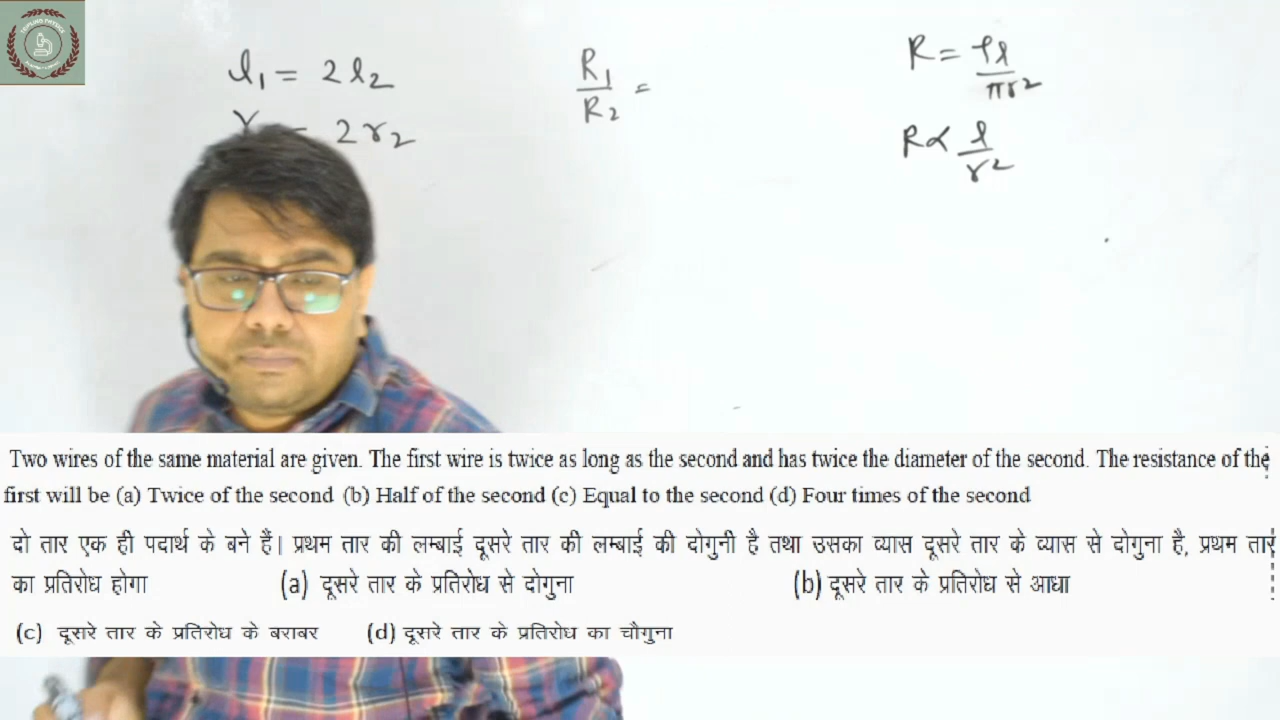 l₁ = 2l₂
R₁/R₂ =
R = ρl/πr²
= 2r₂
R ∝ l/r²
Two wires of the same material are given. The first wire is twice as long as the second and has twice the diameter of the second. The resistance of the
first will be (a) Twice of the second (b) Half of the second (c) Equal to the second (d) Four times of the second
दो तार एक ही पदार्थ के बने हैं। प्रथम तार की लम्बाई दूसरे तार की लम्बाई की दोगुनी है तथा उसका व्यास दूसरे तार के व्यास से दोगुना है, प्रथम तार
का प्रतिरोध होगा (a) दूसरे तार के प्रतिरोध से दोगुना (b) दूसरे तार के प्रतिरोध से आधा
(c) दूसरे तार के प्रतिरोध के बराबर (d) दूसरे तार के प्रतिरोध का चौगुना